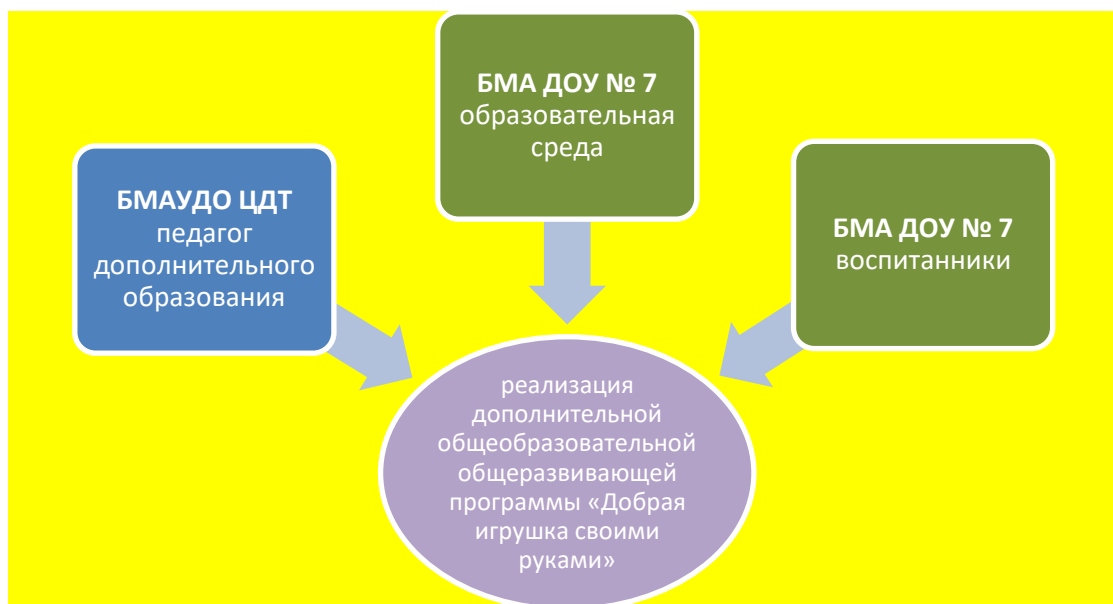 БМА ДОУ № 7
образовательная
среда
БМАУДО ЦДТ
педагог
дополнительного
образования
БМА ДОУ № 7
воспитанники
реализация
дополнительной
общеобразовательной
общеразвивающей
программы «Добрая
игрушка своими
руками»